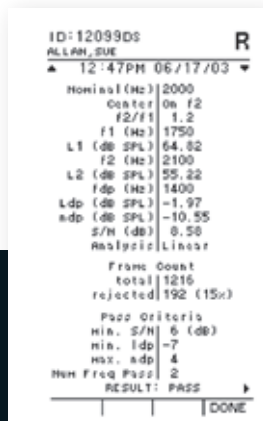 ID:12099DS R
ALLAN,SUE
▲ 12:47PM 06/17/03 ▼
Nominal(Hz) 2000
Center On f2
f2/f1 1.2
f1 (Hz) 1750
L1 (dB SPL) 64.82
f2 (Hz) 2100
L2 (dB SPL) 55.22
fdp (Hz) 1400
Ldp (dB SPL) -1.97
ndp (dB SPL) -10.55
S/N (dB) 8.58
Analysis Linear
Frame Count
total 1216
rejected 192 (15%)
Pass Criteria
Min. S/N 6 (dB)
Min. ldp -7
Max. ndp 4
Num Freq Pass 2
RESULT: PASS ▶
DONE